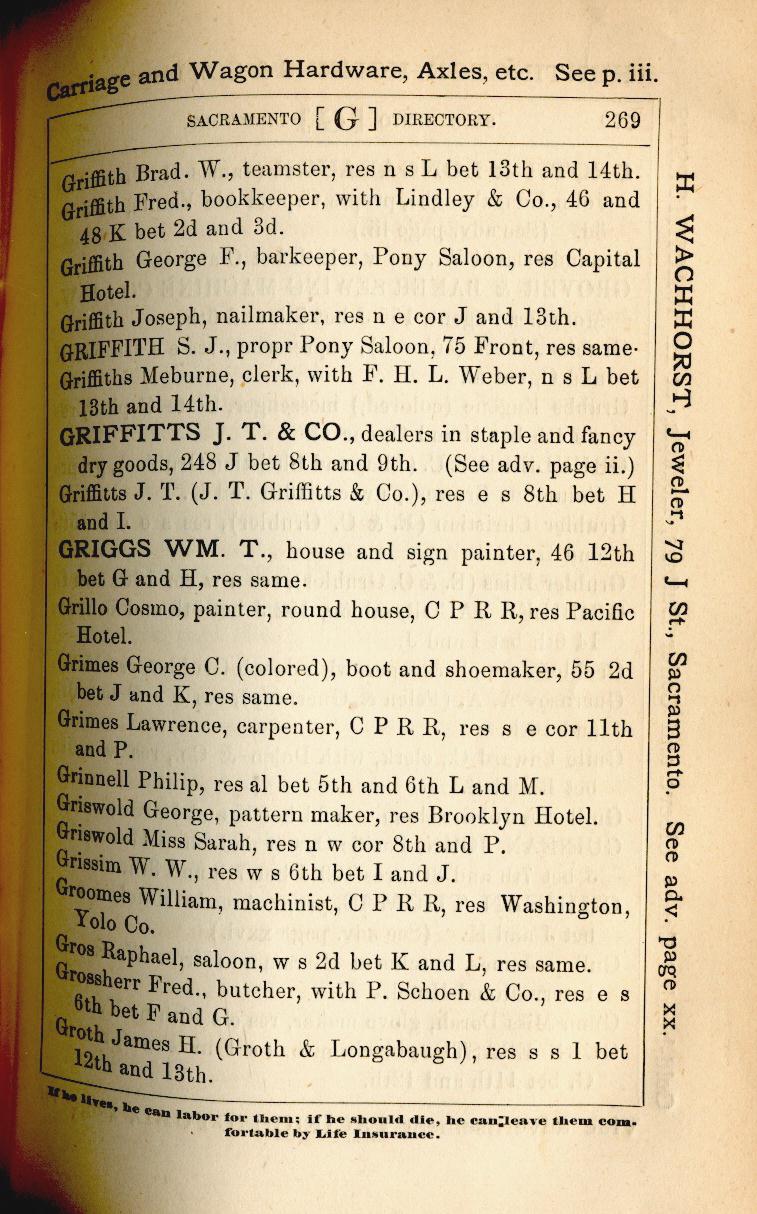 Carriage and Wagon Hardware, Axles, etc. See p. iii.
SACRAMENTO [ G ] DIRECTORY. 269
Griffith Brad. W., teamster, res n s L bet 13th and 14th.
Griffith Fred., bookkeeper, with Lindley & Co., 46 and
48 K bet 2d and 3d.
Griffith George F., barkeeper, Pony Saloon, res Capital
Hotel.
Griffith Joseph, nailmaker, res n e cor J and 13th.
GRIFFITH S. J., propr Pony Saloon, 75 Front, res same.
Griffiths Meburne, clerk, with F. H. L. Weber, n s L bet
13th and 14th.
GRIFFITTS J. T. & CO., dealers in staple and fancy
dry goods, 248 J bet 8th and 9th. (See adv. page ii.)
Griffitts J. T. (J. T. Griffitts & Co.), res e s 8th bet H
and I.
GRIGGS WM. T., house and sign painter, 46 12th
bet G and H, res same.
Grillo Cosmo, painter, round house, C P R R, res Pacific
Hotel.
Grimes George C. (colored), boot and shoemaker, 55 2d
bet J and K, res same.
Grimes Lawrence, carpenter, C P R R, res s e cor 11th
and P.
Grinnell Philip, res al bet 5th and 6th L and M.
Griswold George, pattern maker, res Brooklyn Hotel.
Griswold Miss Sarah, res n w cor 8th and P.
Grissim W. W., res w s 6th bet I and J.
Groomes William, machinist, C P R R, res Washington,
Yolo Co.
Gros Raphael, saloon, w s 2d bet K and L, res same.
Grossherr Fred., butcher, with P. Schoen & Co., res e s
6th bet F and G.
Groth James H. (Groth & Longabaugh), res s s l bet
12th and 13th.
If he lives, he can labor for them; if he should die, he can;leave them com-
fortable by Life Insurance.
H. WACHHORST, Jeweler, 79 J St., Sacramento. See adv. page xx.